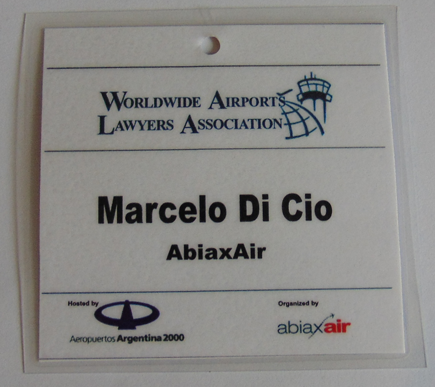 WORLDWIDE AIRPORTS
LAWYERS ASSOCIATION
Marcelo Di Cio
AbiaxAir
Hosted by
Aeropuertos Argentina 2000
Organized by
abiaxair